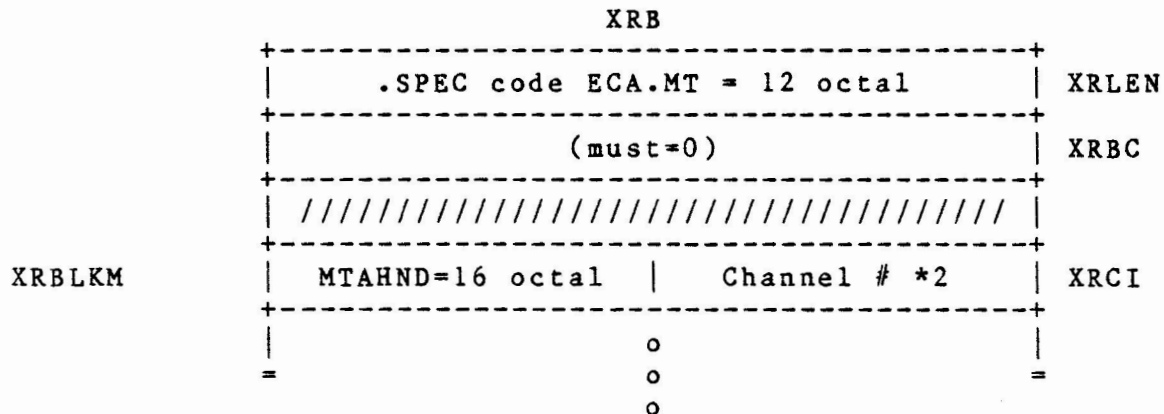 XRB
.SPEC code ECA.MT = 12 octal XRLEN
(must=0) XRBC
/////////////////////////////////////
XRBLKM MTAHND=16 octal | Channel # *2 XRCI
o
= o =
o